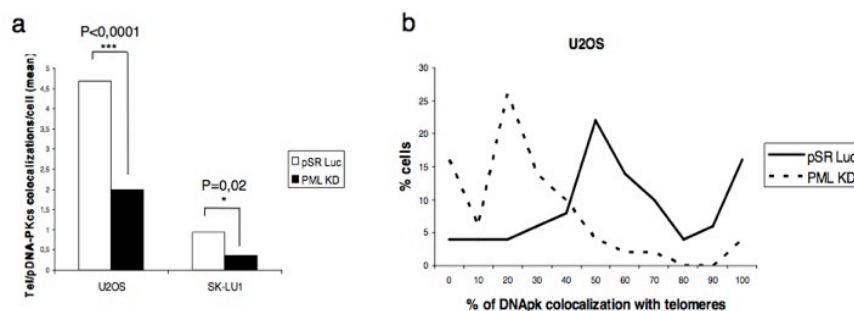 a
P<0,0001
***
Tel/pDNA-PKcs colocalizations/cell (mean)
5
4,5
4
3,5
3
2,5
2
1,5
1
0,5
0
P=0,02
*
U2OS
SK-LU1
pSR Luc
PML KD
b
U2OS
% cells
30
25
20
15
10
5
0
0 10 20 30 40 50 60 70 80 90 100
% of DNApk colocalization with telomeres
pSR Luc
PML KD